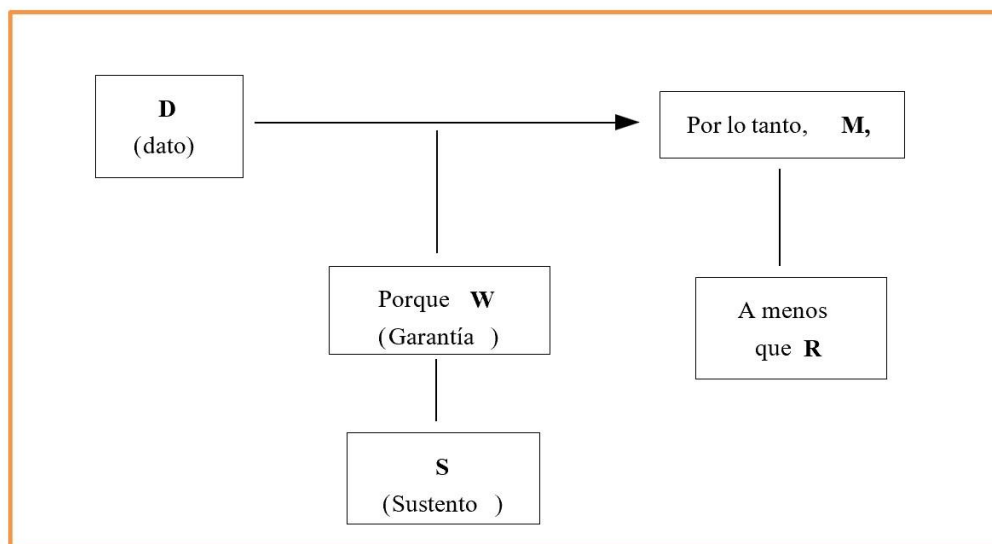 D
(dato)
Por lo tanto, M,
Porque W
(Garantía )
A menos
que R
S
(Sustento )